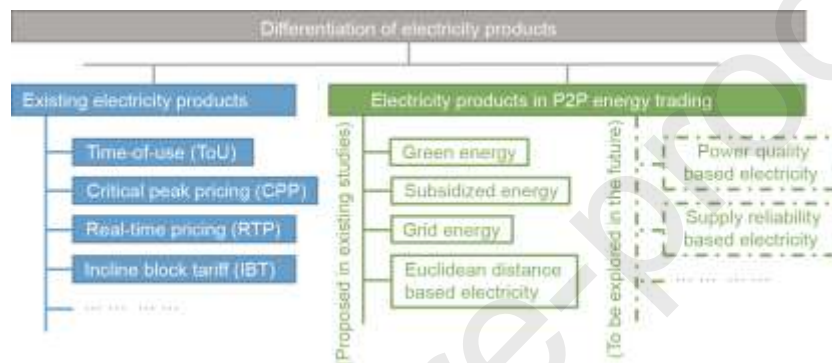 Differentiation of electricity products
Existing electricity products
Time-of-use (ToU)
Critical peak pricing (CPP)
Real-time pricing (RTP)
Incline block tariff (IBT)
... ... ... ...
Electricity products in P2P energy trading
(Proposed in existing studies)
Green energy
Subsidized energy
Grid energy
Euclidean distance
based electricity
(To be explored in the future)
Power quality
based electricity
Supply reliability
based electricity
... ... ... ...